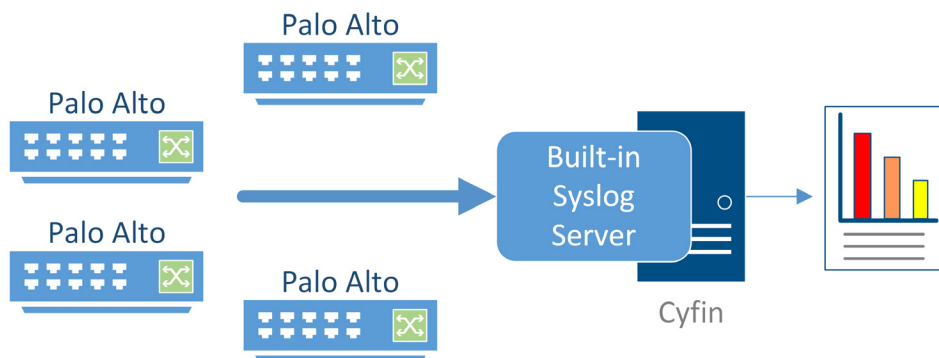 Palo Alto
Palo Alto
Palo Alto
Palo Alto
Built-in
Syslog
Server
Cyfin